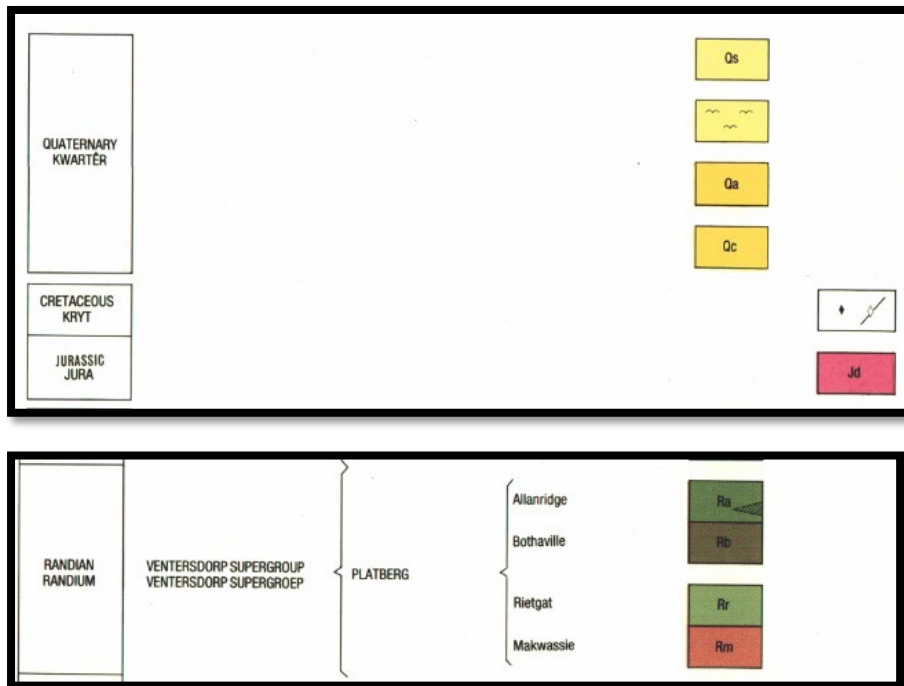 QUATERNARY
KWARTÊR
Qs
Qa
Qc
CRETACEOUS
KRYT
JURASSIC
JURA
Jd
RANDIAN
RANDIUM
VENTERSDORP SUPERGROUP
VENTERSDORP SUPERGROEP
PLATBERG
Allanridge
Ra
Bothaville
Rb
Rietgat
Rr
Makwassie
Rm